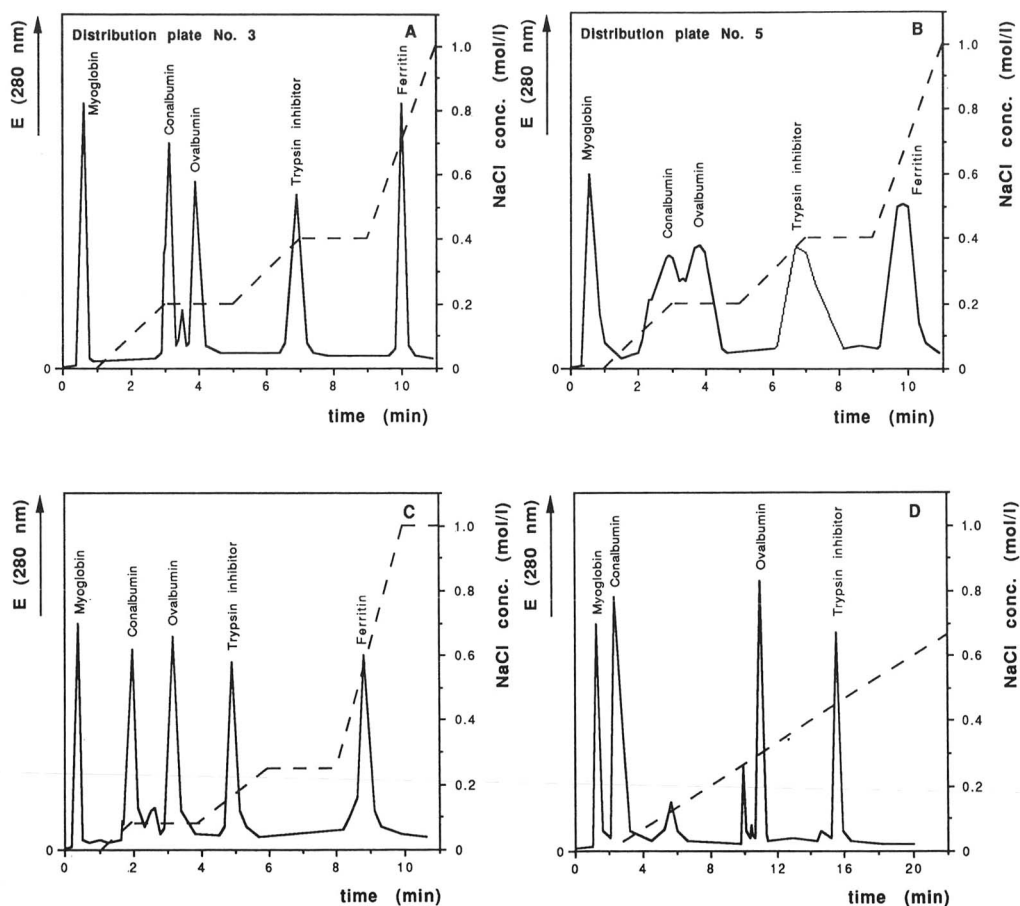 Distribution plate No. 3
A
E (280 nm)
Myoglobin
Conalbumin
Ovalbumin
Trypsin inhibitor
Ferritin
NaCl conc. (mol/l)
1.0
0.8
0.6
0.4
0.2
0
0
0 2 4 6 8 10
time (min)
Distribution plate No. 5
B
E (280 nm)
Myoglobin
Conalbumin
Ovalbumin
Trypsin inhibitor
Ferritin
NaCl conc. (mol/l)
1.0
0.8
0.6
0.4
0.2
0
0
0 2 4 6 8 10
time (min)
C
E (280 nm)
Myoglobin
Conalbumin
Ovalbumin
Trypsin inhibitor
Ferritin
NaCl conc. (mol/l)
1.0
0.8
0.6
0.4
0.2
0
0
0 2 4 6 8 10
time (min)
D
E (280 nm)
Myoglobin
Conalbumin
Ovalbumin
Trypsin inhibitor
NaCl conc. (mol/l)
1.0
0.8
0.6
0.4
0.2
0
0
0 4 8 12 16 20
time (min)